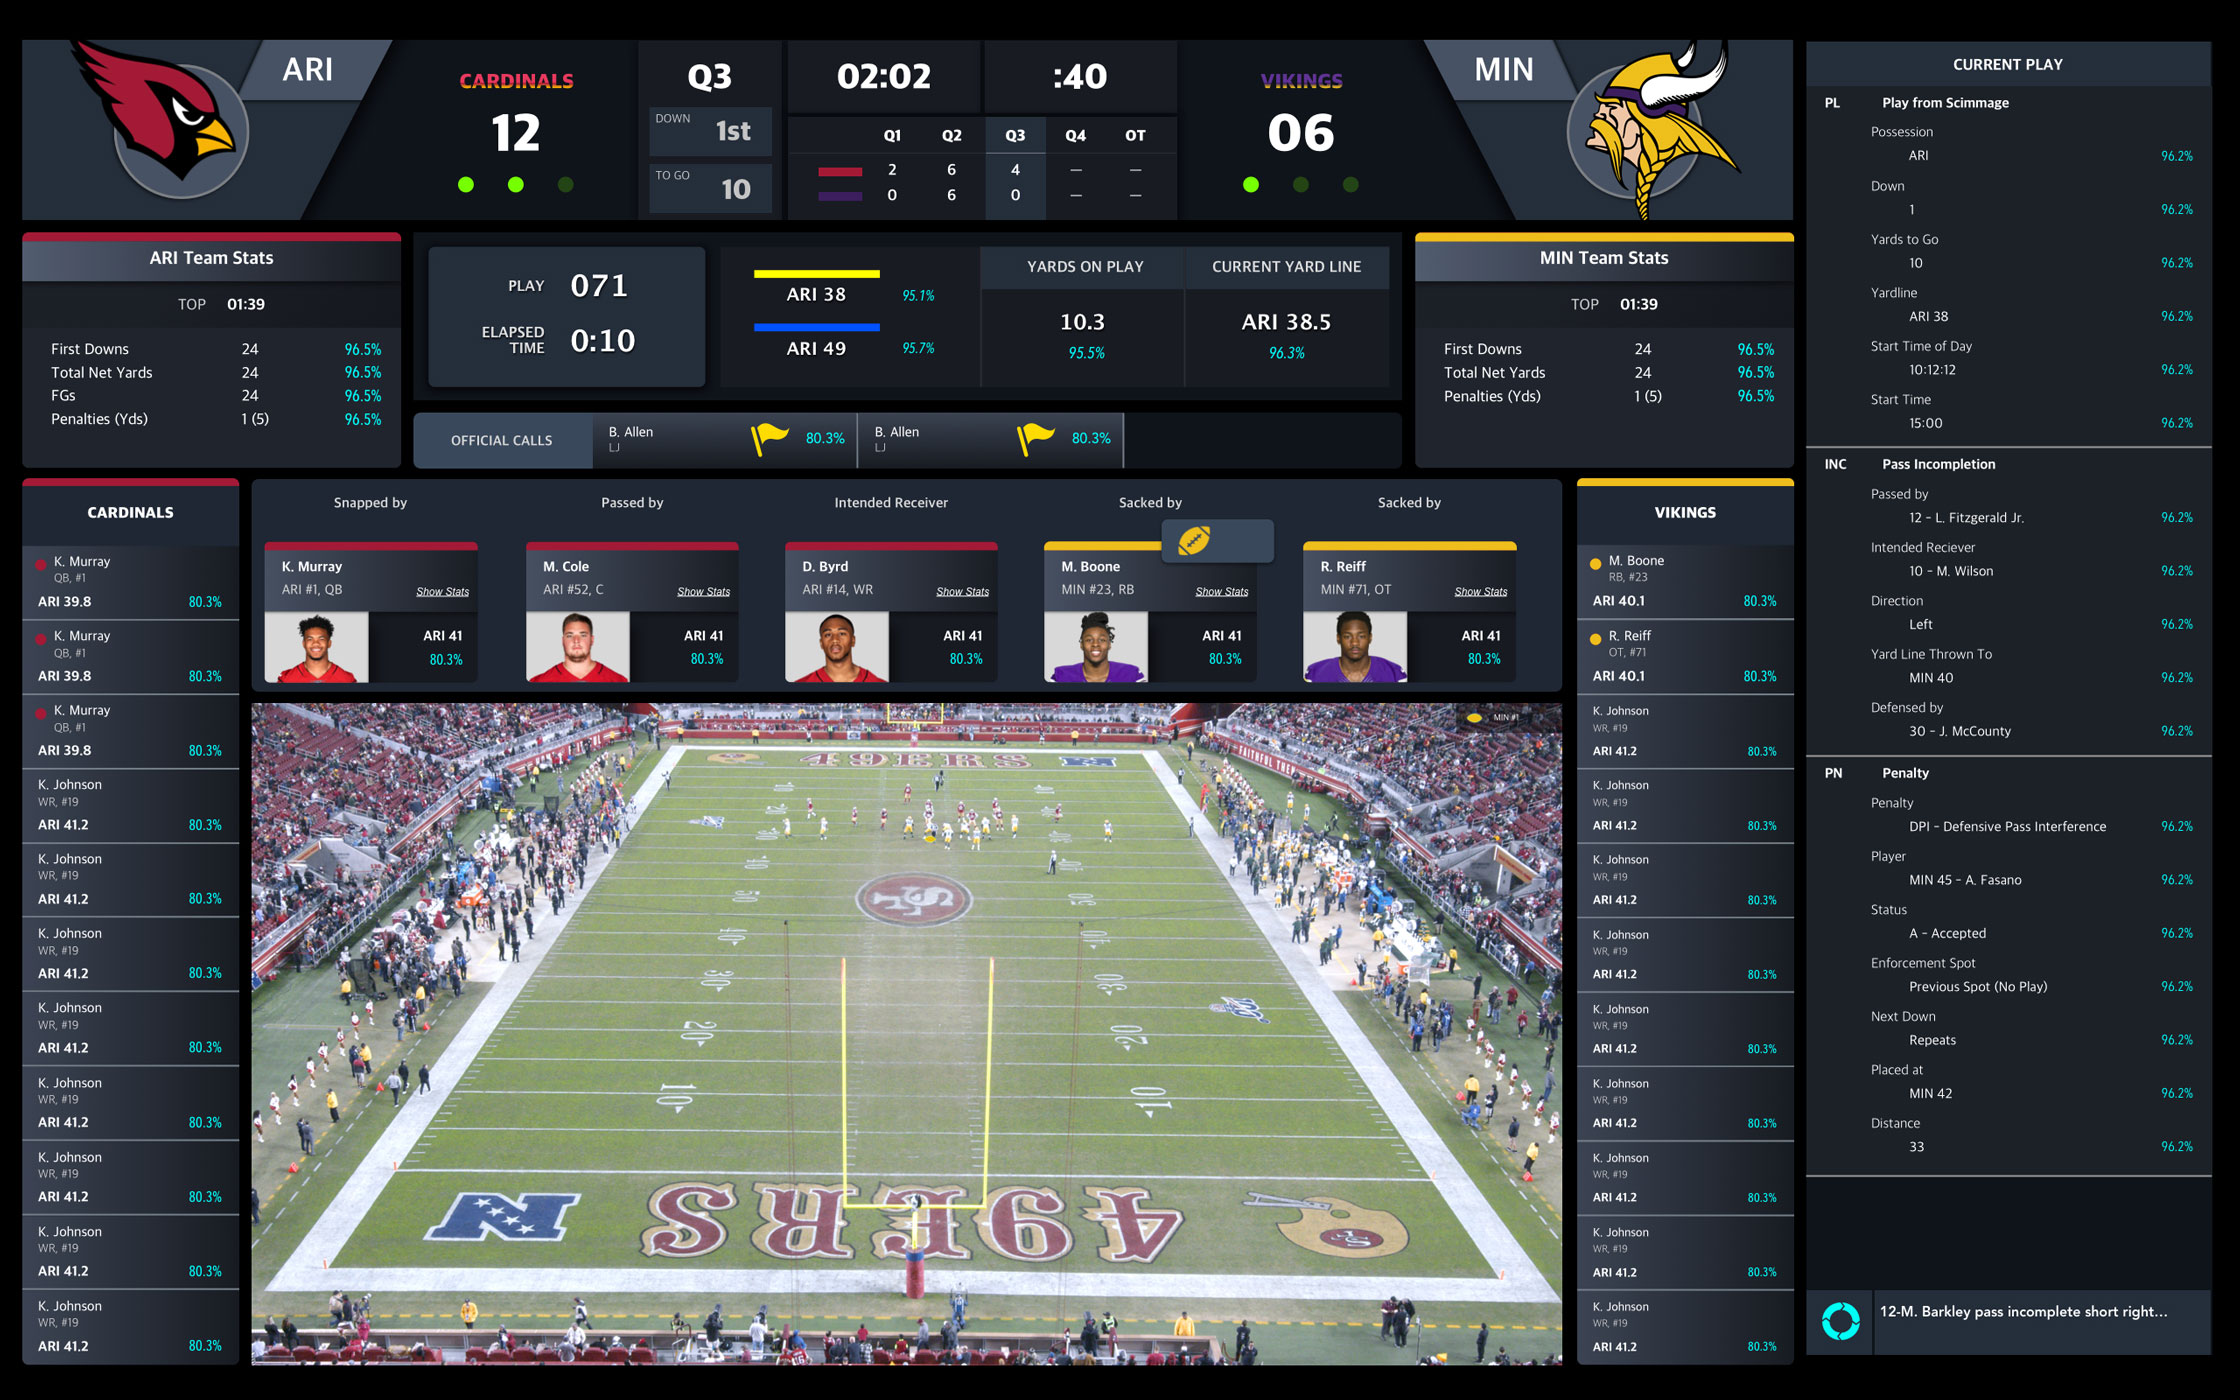 ARI
CARDINALS
12
Q3
DOWN 1st
TO GO 10
02:02
:40
Q1 Q2 Q3 Q4 OT
2 6 4 — —
0 6 0 — —
VIKINGS
06
MIN
ARI Team Stats
TOP 01:39
First Downs 24 96.5%
Total Net Yards 24 96.5%
FGs 24 96.5%
Penalties (Yds) 1 (5) 96.5%
PLAY 071
ELAPSED TIME 0:10
ARI 38 95.1%
ARI 49 95.7%
YARDS ON PLAY
10.3
95.5%
CURRENT YARD LINE
ARI 38.5
96.3%
OFFICIAL CALLS
B. Allen
LJ
80.3%
B. Allen
LJ
80.3%
MIN Team Stats
TOP 01:39
First Downs 24 96.5%
Total Net Yards 24 96.5%
Penalties (Yds) 1 (5) 96.5%
CARDINALS
K. Murray
QB, #1
ARI 39.8 80.3%
K. Murray
QB, #1
ARI 39.8 80.3%
K. Murray
QB, #1
ARI 39.8 80.3%
K. Johnson
WR, #19
ARI 41.2 80.3%
K. Johnson
WR, #19
ARI 41.2 80.3%
K. Johnson
WR, #19
ARI 41.2 80.3%
K. Johnson
WR, #19
ARI 41.2 80.3%
K. Johnson
WR, #19
ARI 41.2 80.3%
K. Johnson
WR, #19
ARI 41.2 80.3%
K. Johnson
WR, #19
ARI 41.2 80.3%
K. Johnson
WR, #19
ARI 41.2 80.3%
Snapped by
K. Murray
ARI #1, QB
Show Stats
ARI 41
80.3%
Passed by
M. Cole
ARI #52, C
Show Stats
ARI 41
80.3%
Intended Receiver
D. Byrd
ARI #14, WR
Show Stats
ARI 41
80.3%
Sacked by
M. Boone
MIN #23, RB
Show Stats
ARI 41
80.3%
Sacked by
R. Reiff
MIN #71, OT
Show Stats
ARI 41
80.3%
MIN #1
49ERS
FAITHFUL THE
SF
50 50
40 40
30 30
20 20
10 10
N
49ERS
SF
VIKINGS
M. Boone
RB, #23
ARI 40.1 80.3%
R. Reiff
OT, #71
ARI 40.1 80.3%
K. Johnson
WR, #19
ARI 41.2 80.3%
K. Johnson
WR, #19
ARI 41.2 80.3%
K. Johnson
WR, #19
ARI 41.2 80.3%
K. Johnson
WR, #19
ARI 41.2 80.3%
K. Johnson
WR, #19
ARI 41.2 80.3%
K. Johnson
WR, #19
ARI 41.2 80.3%
K. Johnson
WR, #19
ARI 41.2 80.3%
K. Johnson
WR, #19
ARI 41.2 80.3%
K. Johnson
WR, #19
ARI 41.2 80.3%
CURRENT PLAY
PL Play from Scimmage
Possession
ARI 96.2%
Down
1 96.2%
Yards to Go
10 96.2%
Yardline
ARI 38 96.2%
Start Time of Day
10:12:12 96.2%
Start Time
15:00 96.2%
INC Pass Incompletion
Passed by
12 – L. Fitzgerald Jr. 96.2%
Intended Reciever
10 – M. Wilson 96.2%
Direction
Left 96.2%
Yard Line Thrown To
MIN 40 96.2%
Defensed by
30 – J. McCounty 96.2%
PN Penalty
Penalty
DPI – Defensive Pass Interference 96.2%
Player
MIN 45 – A. Fasano 96.2%
Status
A – Accepted 96.2%
Enforcement Spot
Previous Spot (No Play) 96.2%
Next Down
Repeats 96.2%
Placed at
MIN 42 96.2%
Distance
33 96.2%
12-M. Barkley pass incomplete short right...